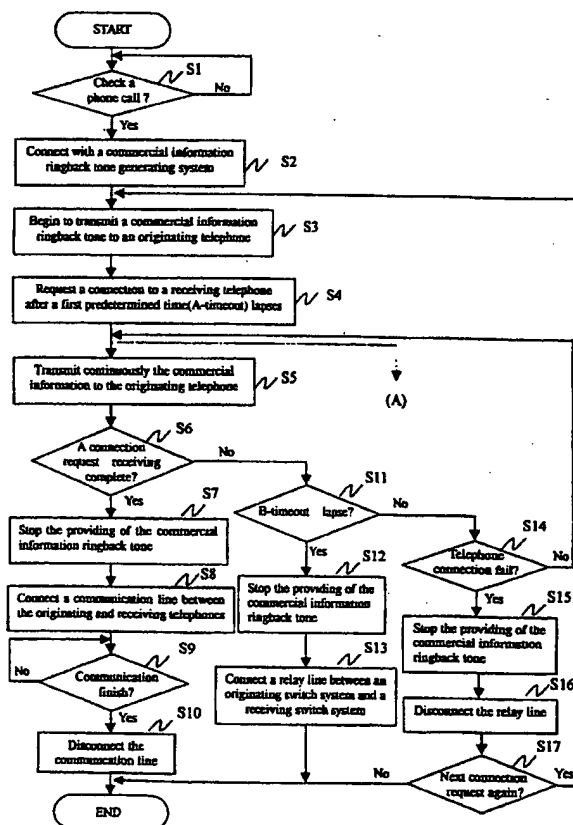 START
S1
Check a
phone call ?
No
Yes
Connect with a commercial information
ringback tone generating system
S2
Begin to transmit a commercial information
ringback tone to an originating telephone
S3
Request a connection to a receiving telephone
after a first predetermined time(A-timeout) lapses
S4
Transmit continuously the commercial
information to the originating telephone
S5
(A)
S6
A connection
request receiving
complete?
No
Yes
S7
Stop the providing of the commercial
information ringback tone
S8
Connect a communication line between
the originating and receiving telephones
S9
Communication
finish?
No
Yes
S10
Disconnect the
communication line
END
S11
B-timeout lapse?
No
Yes
S12
Stop the providing of the
commercial information
ringback tone
S13
Connect a relay line between an
originating switch system and a
receiving switch system
S14
Telephone
connection fail?
No
Yes
S15
Stop the providing of the
commercial information ringback
tone
S16
Disconnect the relay line
S17
Next connection
request again?
No
Yes